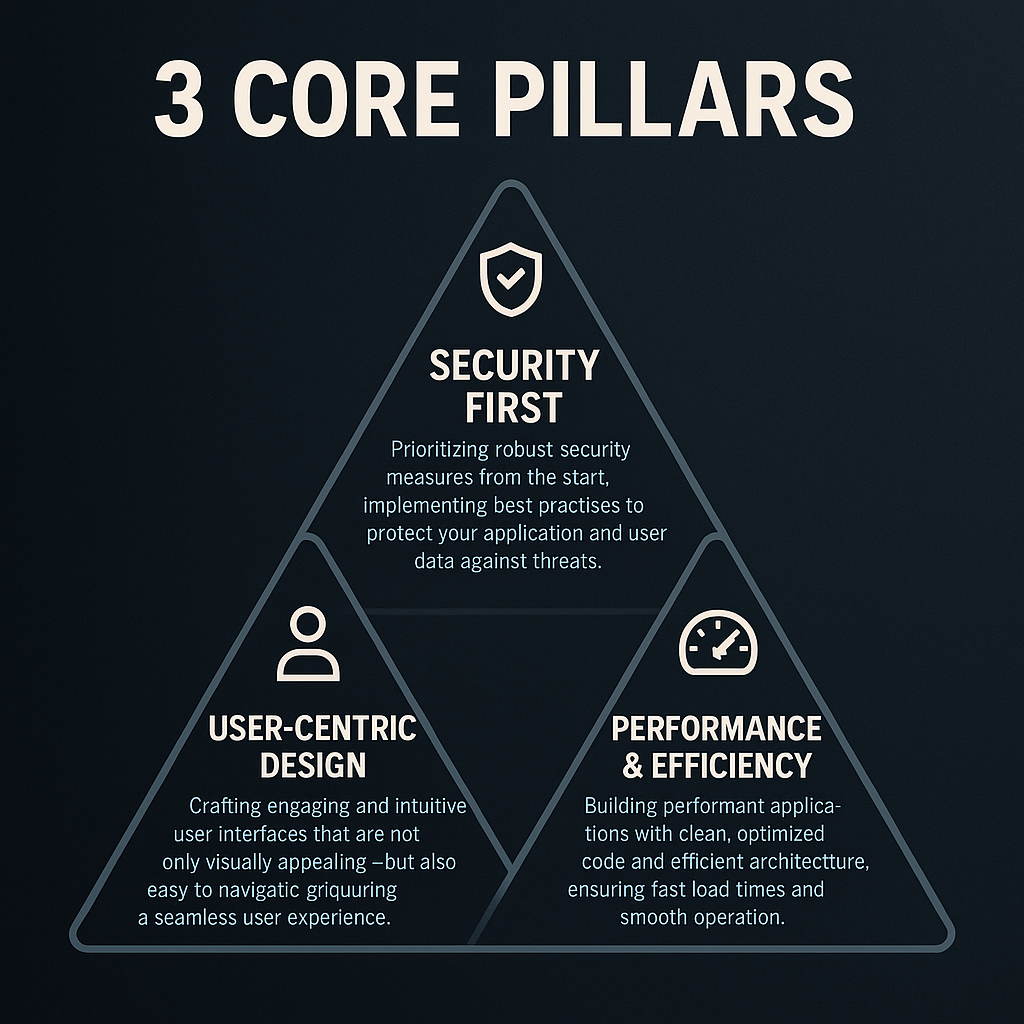 3 CORE PILLARS
SECURITY
FIRST
Prioritizing robust security
measures from the start,
implementing best practises to
protect your application and user
data against threats.
USER-CENTRIC
DESIGN
Crafting engaging and intuitive
user interfaces that are not
only visually appealing –but also
easy to navigatic griquuring
a seamless user experience.
PERFORMANCE
& EFFICIENCY
Building performant applica-
tions with clean, optimized
code and efficient architectture,
ensuring fast load times and
smooth operation.